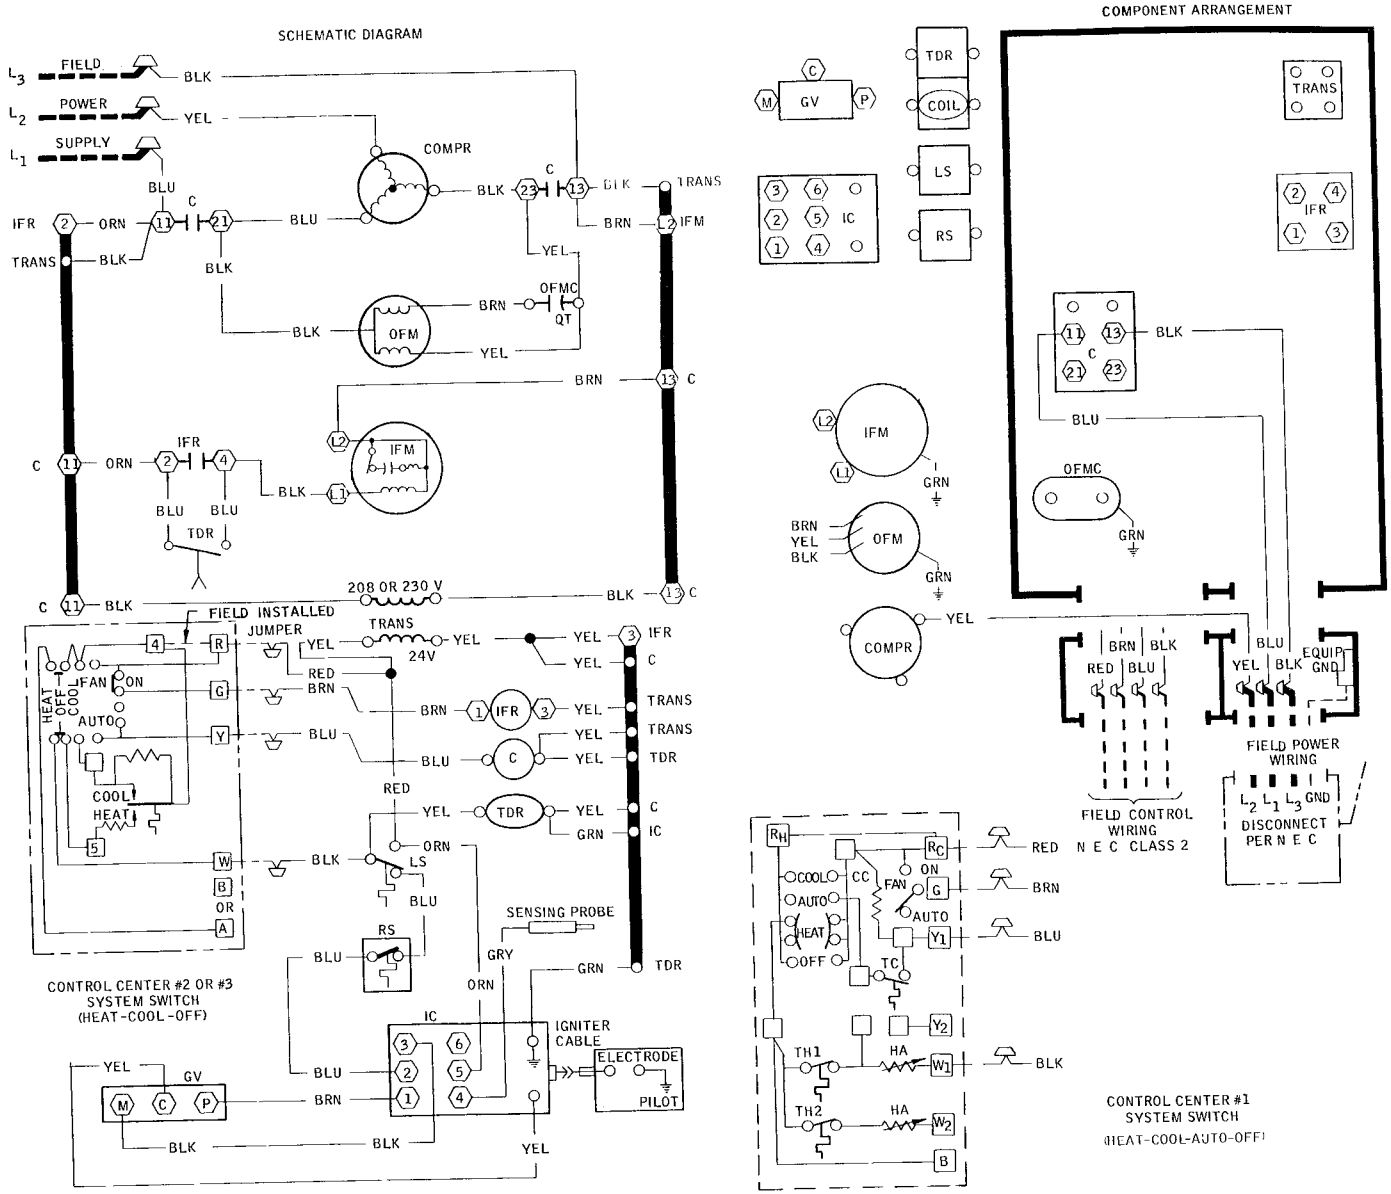 SCHEMATIC DIAGRAM
L3 FIELD BLK
L2 POWER YEL
L1 SUPPLY
BLU
COMPR
IFR 2 ORN 11 C 21 BLU
BLK 23 C 13 BLK TRANS
BRN L2 IFM
TRANS BLK
BLK
YEL
BRN OFMC
QT
BLK OFM
YEL
BRN 13 C
IFR
L2 IFM
C 11 ORN 2 4
BLK L1
BLU BLU
TDR
208 OR 230 V
C 11 BLK BLK 13 C
FIELD INSTALLED
JUMPER
TRANS
4 R YEL YEL YEL 3 IFR
24V
YEL C
RED
FAN ON
HEAT
OFF
COOL
G BRN BRN 1 IFR 3 YEL TRANS
AUTO
YEL TRANS
Y BLU BLU C YEL TDR
RED
COOL
HEAT
YEL TDR YEL C
GRN IC
5
ORN
W BLK LS
B
OR
A
BLU
SENSING PROBE
RS
BLU
GRY
GRN TDR
ORN
CONTROL CENTER #2 OR #3
SYSTEM SWITCH
(HEAT-COOL-OFF)
IC
IGNITER
CABLE
3 6
2 5
1 4
BLU
BRN
ELECTRODE
PILOT
YEL GV
M C P
BLK BLK YEL
COMPONENT ARRANGEMENT
TDR
COIL
C
M GV P
TRANS
LS
3 6
2 5 IC
1 4
RS
2 4
IFR
1 3
11 13 BLK
C
21 23
BLU
L2 IFM
L1
GRN
OFMC
GRN
BRN
YEL
BLK
OFM
GRN
YEL
COMPR
BRN BLK
RED BLU
BLU
YEL BLK
EQUIP
GND
FIELD POWER
WIRING
L2 L1 L3 GND
DISCONNECT
PER N E C
FIELD CONTROL
WIRING
N E C CLASS 2
RH RC RED
COOL CC ON
FAN G BRN
AUTO AUTO
HEAT Y1 BLU
OFF TC
Y2
TH1 HA W1 BLK
TH2 HA W2
B
CONTROL CENTER #1
SYSTEM SWITCH
(HEAT-COOL-AUTO-OFF)